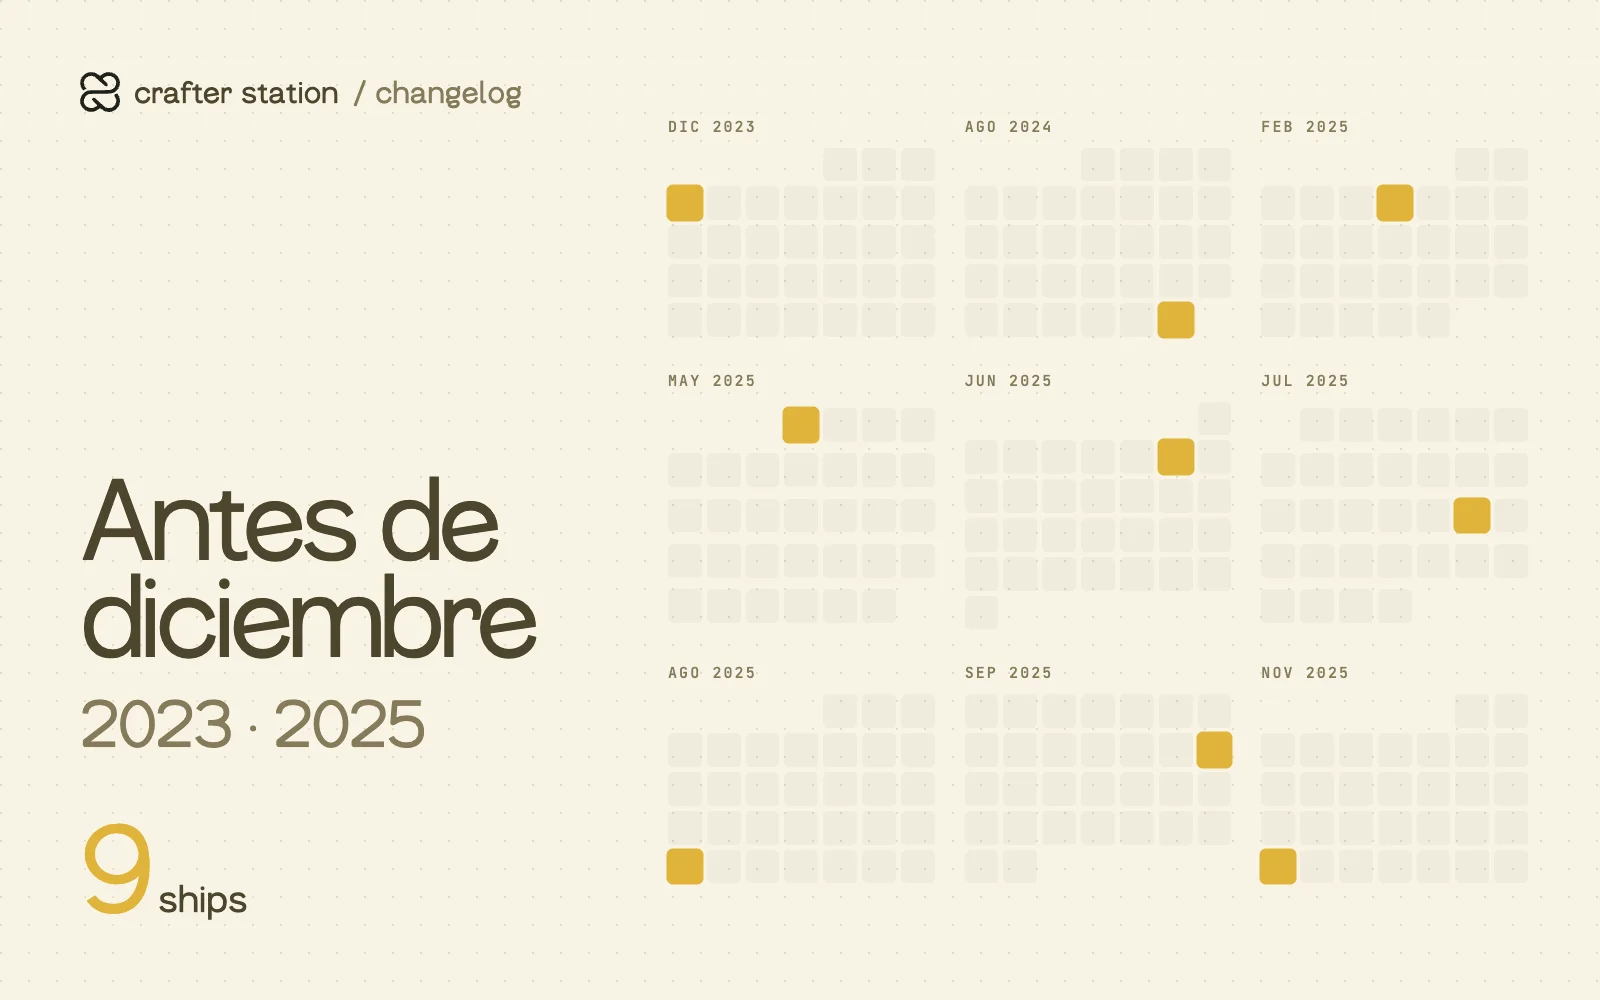 crafter station / changelog
Antes de
diciembre
2023 · 2025
9 ships
DIC 2023
AGO 2024
FEB 2025
MAY 2025
JUN 2025
JUL 2025
AGO 2025
SEP 2025
NOV 2025